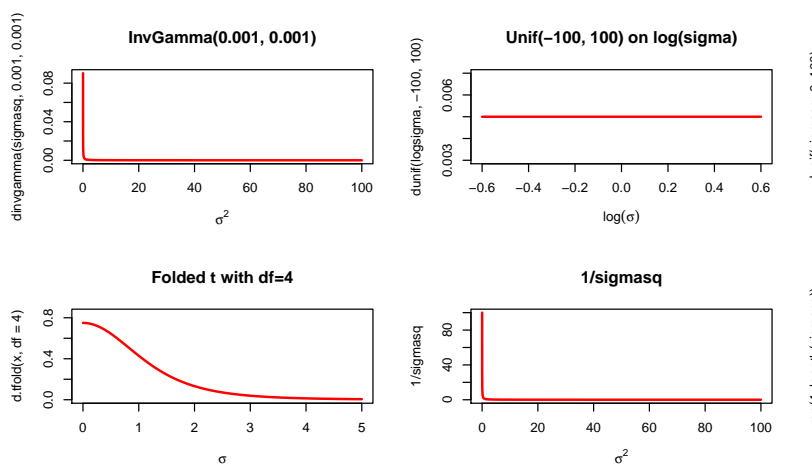 InvGamma(0.001, 0.001)
dinvgamma(sigmasq, 0.001, 0.001)
0.00 0.04 0.08
0 20 40 60 80 100
σ²
Unif(−100, 100) on log(sigma)
dunif(logsigma, −100, 100)
0.003 0.006
−0.6 −0.4 −0.2 0.0 0.2 0.4 0.6
log(σ)
Folded t with df=4
d.tfold(x, df = 4)
0.0 0.4 0.8
0 1 2 3 4 5
σ
1/sigmasq
1/sigmasq
0 40 80
0 20 40 60 80 100
σ²